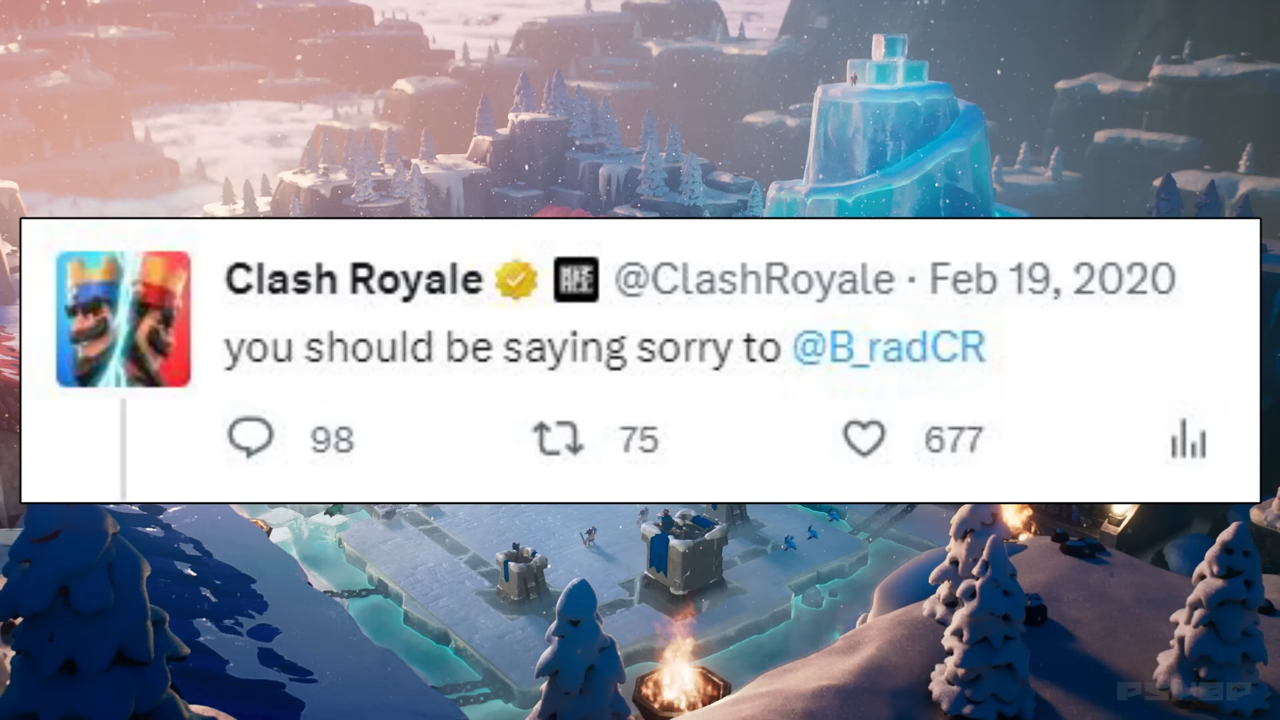 Clash Royale @ClashRoyale · Feb 19, 2020
you should be saying sorry to @B_radCR
98 75 677